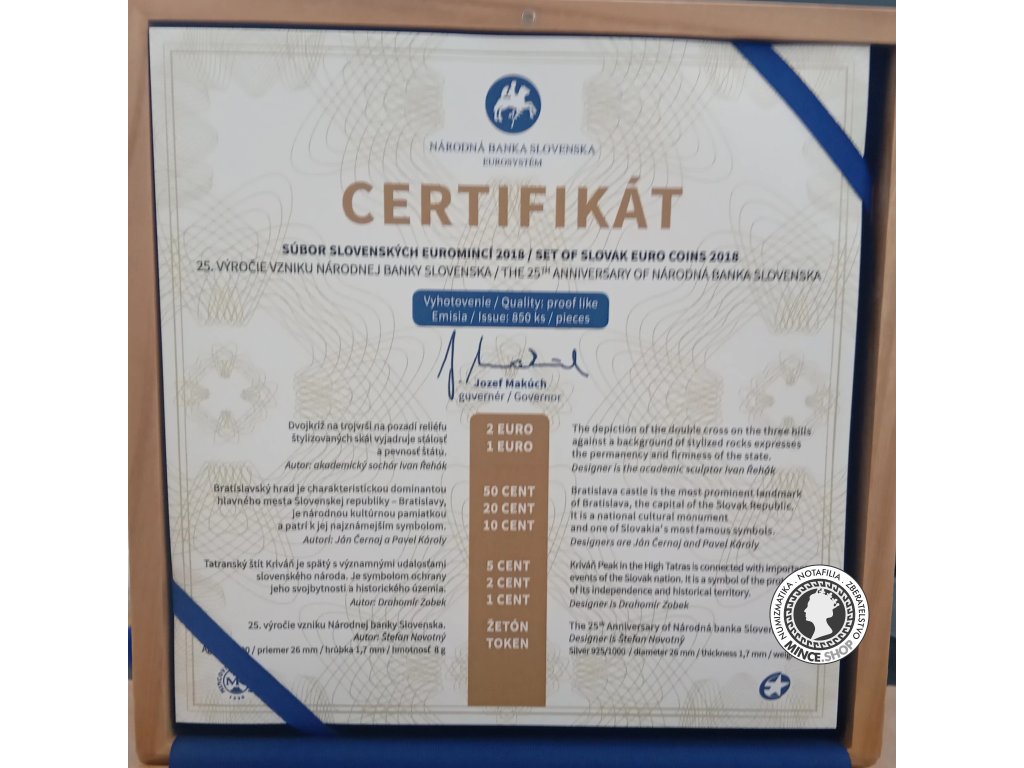 NÁRODNÁ BANKA SLOVENSKA
EUROSYSTÉM
CERTIFIKÁT
SÚBOR SLOVENSKÝCH EUROMINCÍ 2018 / SET OF SLOVAK EURO COINS 2018
25. VÝROČIE VZNIKU NÁRODNEJ BANKY SLOVENSKA / THE 25TH ANNIVERSARY OF NÁRODNÁ BANKA SLOVENSKA
Vyhotovenie / Quality: proof like
Emisia / Issue: 850 ks / pieces
Jozef Makúch
guvernér / Governor
Dvojkríž na trojvrší na pozadí reliéfu
štylizovaných skál vyjadruje stálosť
a pevnosť štátu.
Autor: akademický sochár Ivan Řehák
2 EURO
1 EURO
The depiction of the double cross on the three hills
against a background of stylized rocks expresses
the permanency and firmness of the state.
Designer is the academic sculptor Ivan Řehák
Bratislavský hrad je charakteristickou dominantou
hlavného mesta Slovenskej republiky – Bratislavy,
je národnou kultúrnou pamiatkou
a patrí k jej najznámejším symbolom.
Autori: Ján Černaj a Pavel Károly
50 CENT
20 CENT
10 CENT
Bratislava castle is the most prominent landmark
of Bratislava, the capital of the Slovak Republic.
It is a national cultural monument
and one of Slovakia's most famous symbols.
Designers are Ján Černaj and Pavel Károly
Tatranský štít Kriváň je spätý s významnými udalosťami
slovenského národa. Je symbolom ochrany
jeho svojbytnosti a historického územia.
Autor: Drahomír Zobek
5 CENT
2 CENT
1 CENT
Kriváň Peak in the High Tatras is connected with
events of the Slovak nation. It is a symbol of the
of its independence and historical territory.
Designer is Drahomír Zobek
25. výročie vzniku Národnej banky Slovenska.
Autor: Štefan Novotný
/ priemer 26 mm / hrúbka 1,7 mm / hmotnosť 8 g
ŽETÓN
TOKEN
The 25th Anniversary of Národná banka
Designer is Štefan Novotný
Silver 925/1000 / diameter 26 mm / thickness 1,7 mm /
NUMIZMATIKA . NOTAFILIA . ZBERATEĽSTVO
MINCE.SHOP